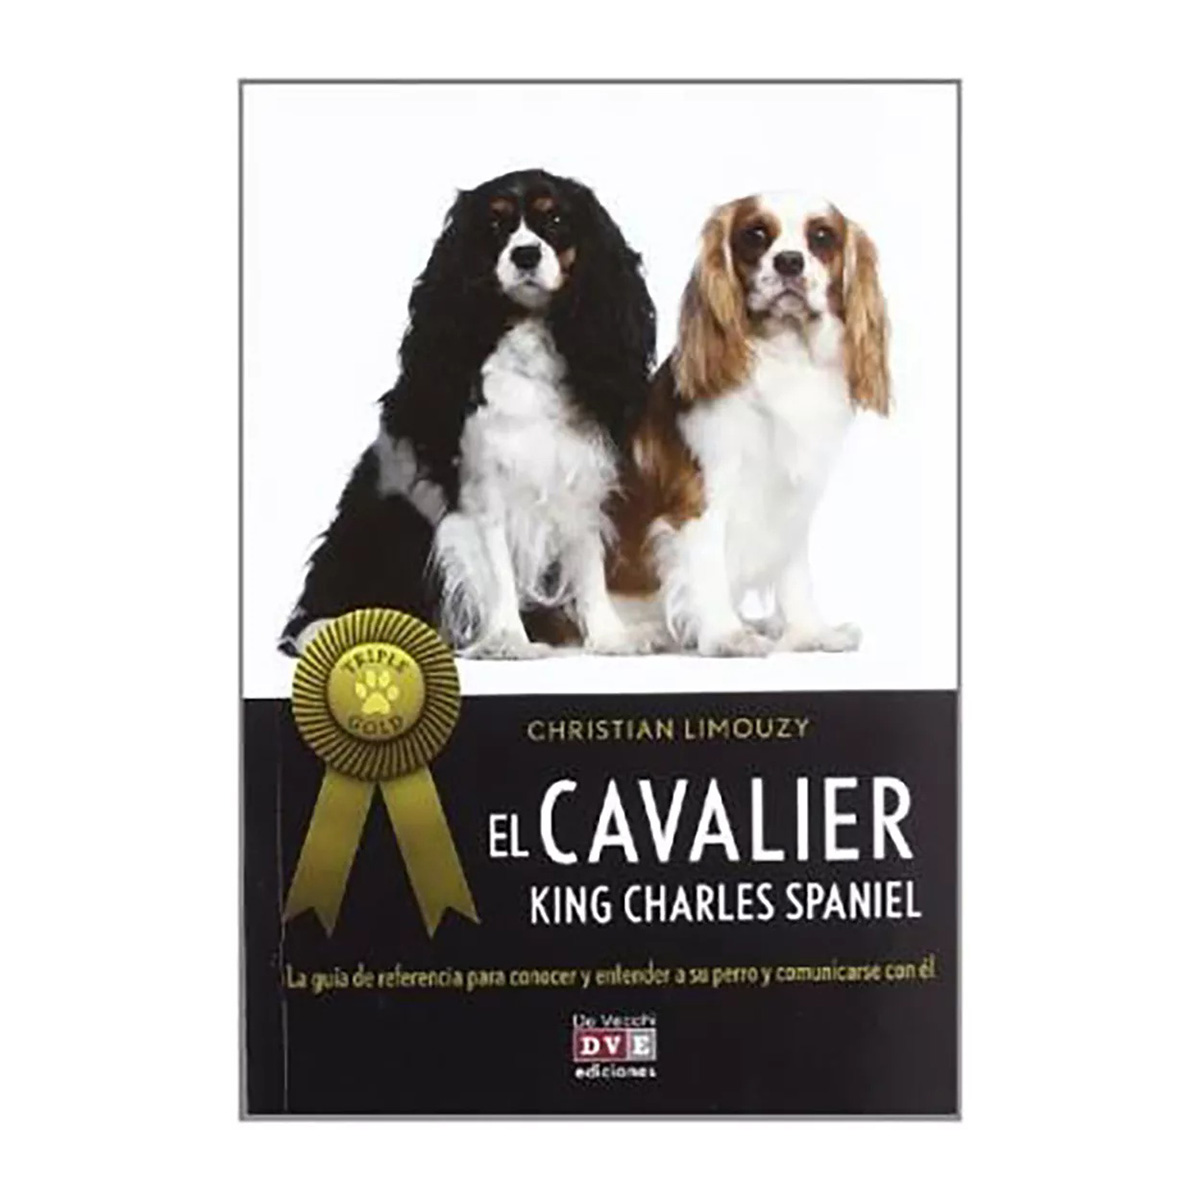 TRIPLE
GOLD
CHRISTIAN LIMOUZY
EL CAVALIER
KING CHARLES SPANIEL
La guía de referencia para conocer y entender a su perro y comunicarse con él
De Vecchi
DVE
ediciones